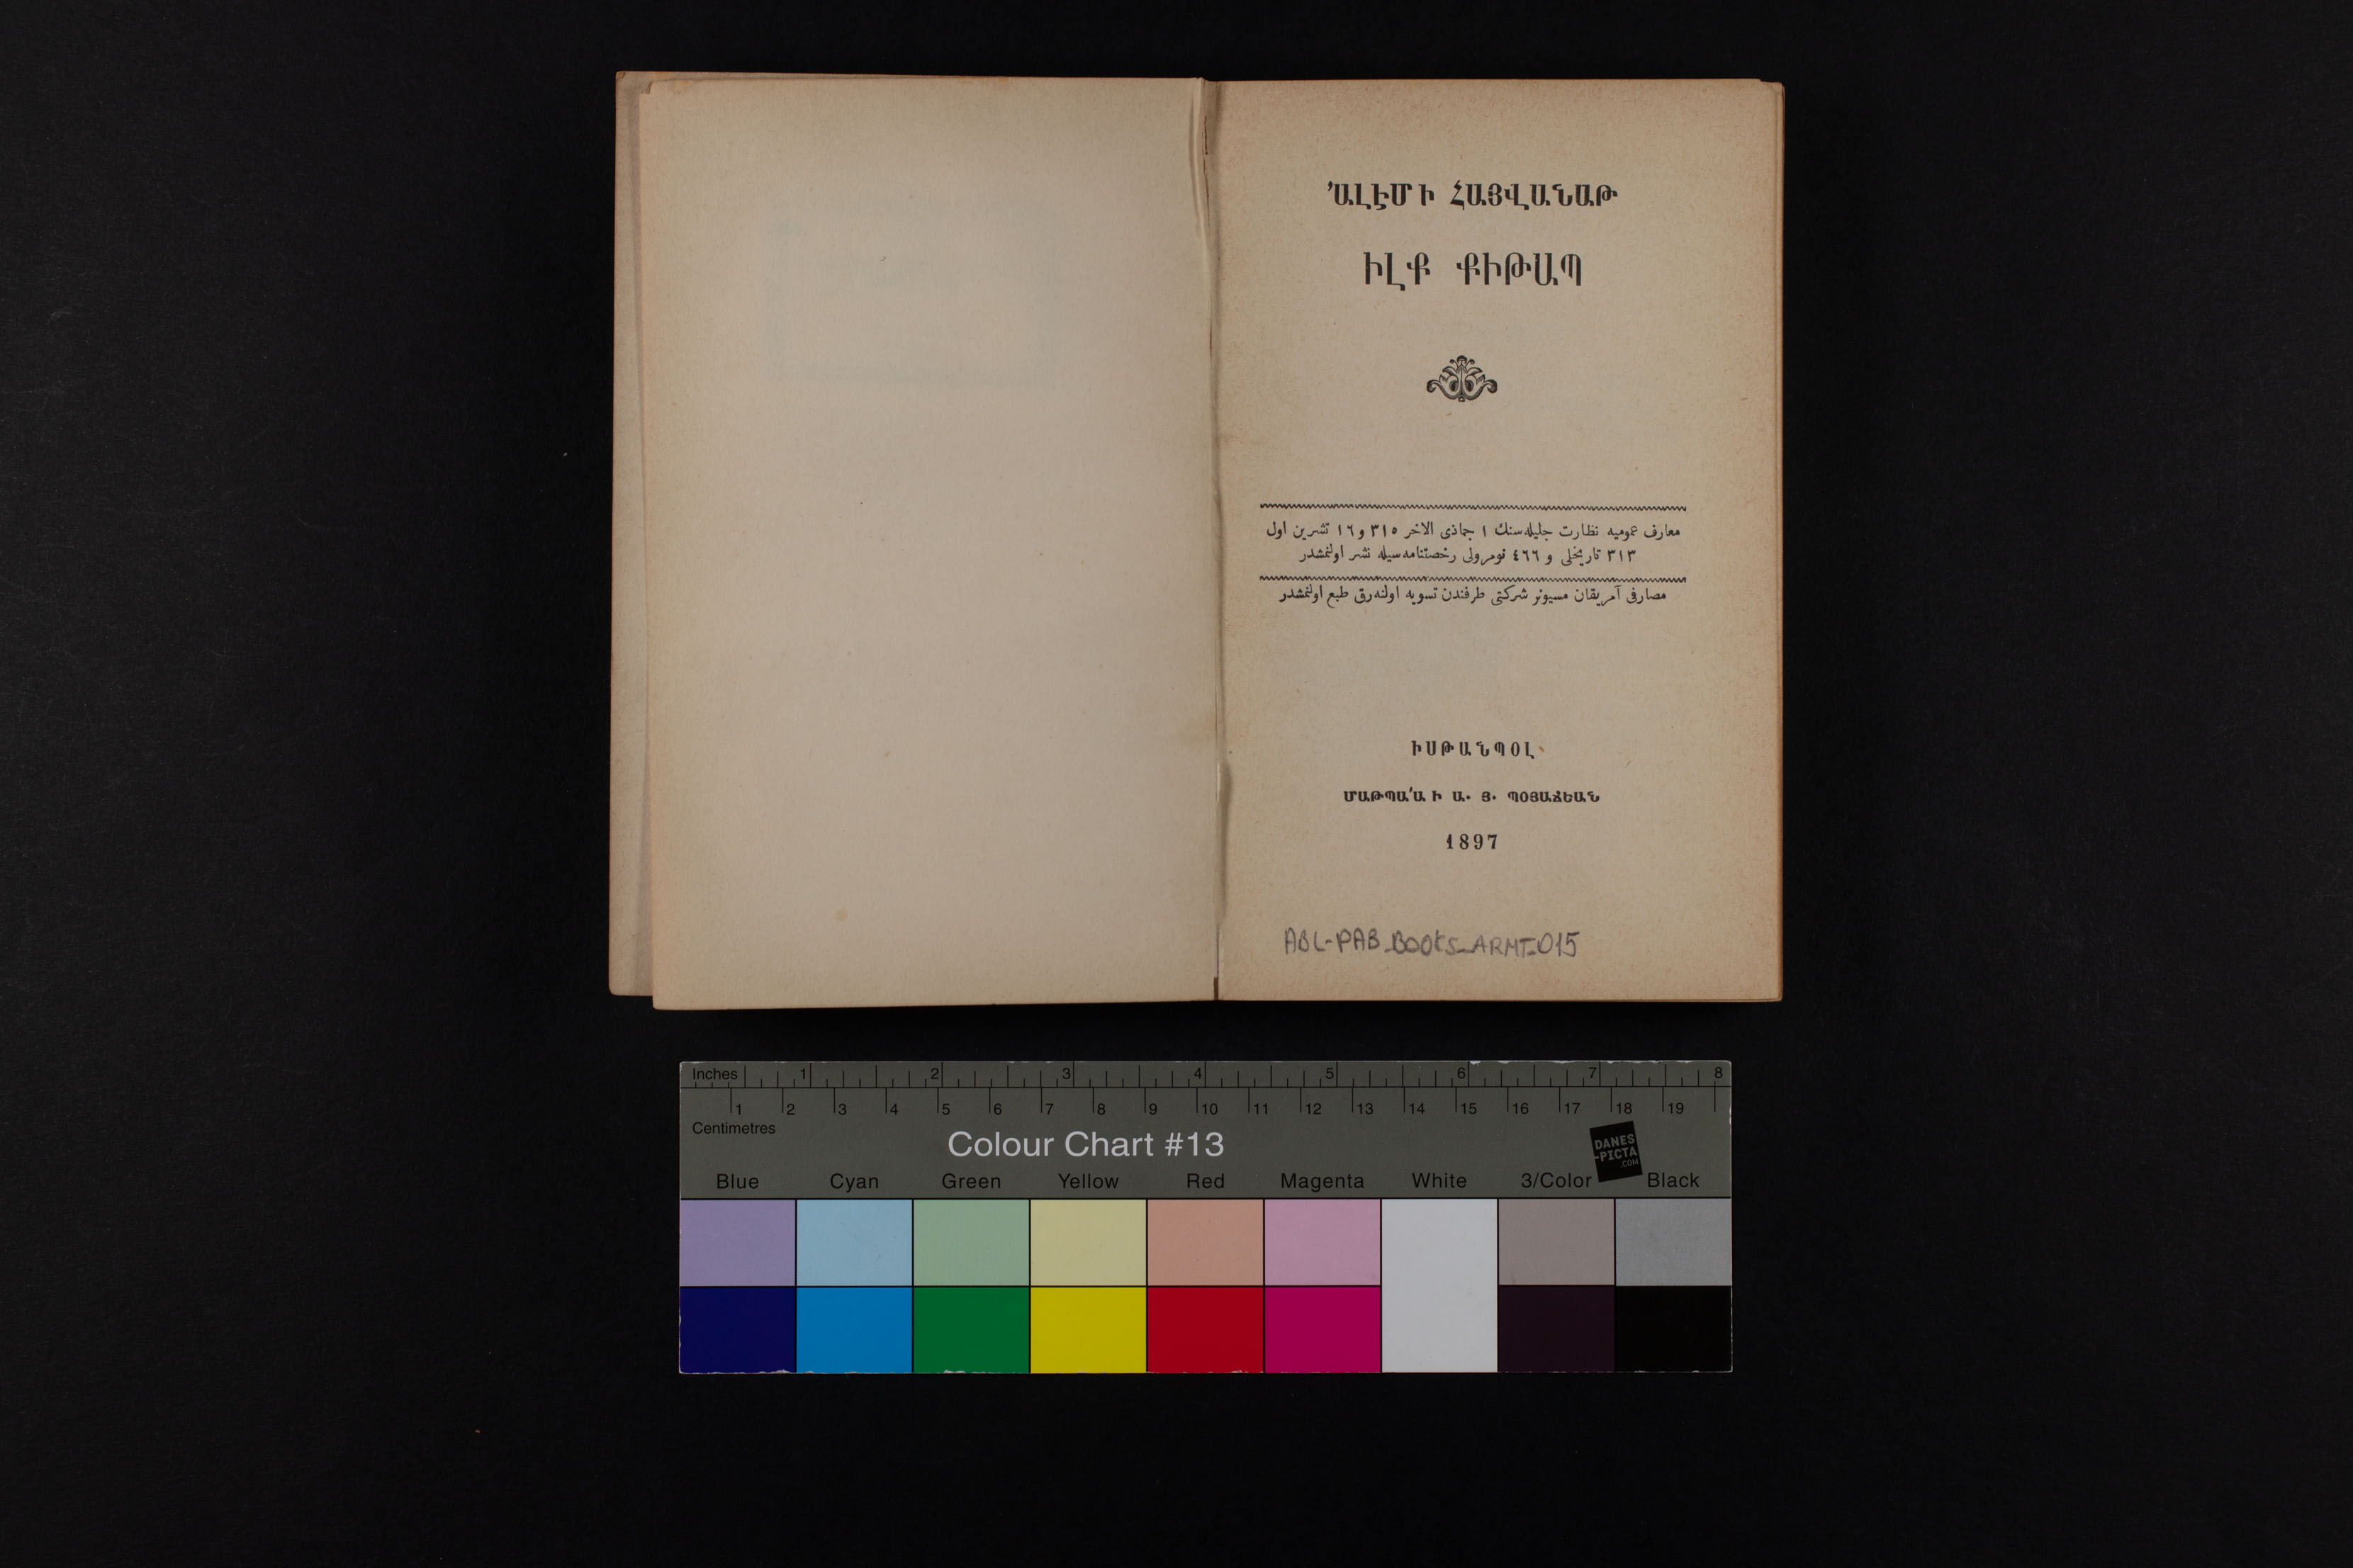 ՚ԱԼԷՄԻ ՀԱՅՎԱՆԱԹ
ԻԼՔ ՔԻԹԱՊ
معارف عموميه نظارت جليله‌سنك ١ جماذى الاخر ٣١٥ و ١٦ تشرين اول
٣١٣ تاريخلى و ٤٦٦ نومرولى رخصتنامه‌سيله نشر اولنمشدر
مصارفى آمريقان مسيونر شركتى طرفندن تسويه اولنه‌رق طبع اولنمشدر
ԻՍԹԱՆՊՕԼ
ՄԱԹՊԱ՚Ա Ի Ա. Յ. ՊՕՅԱՃԵԱՆ
1897
ABL-PAB_BOOKS_ARMT_015
Inches 1 2 3 4 5 6 7 8
1 2 3 4 5 6 7 8 9 10 11 12 13 14 15 16 17 18 19
Centimetres
Colour Chart #13
DANES
-PICTA
.COM
Blue Cyan Green Yellow Red Magenta White 3/Color Black